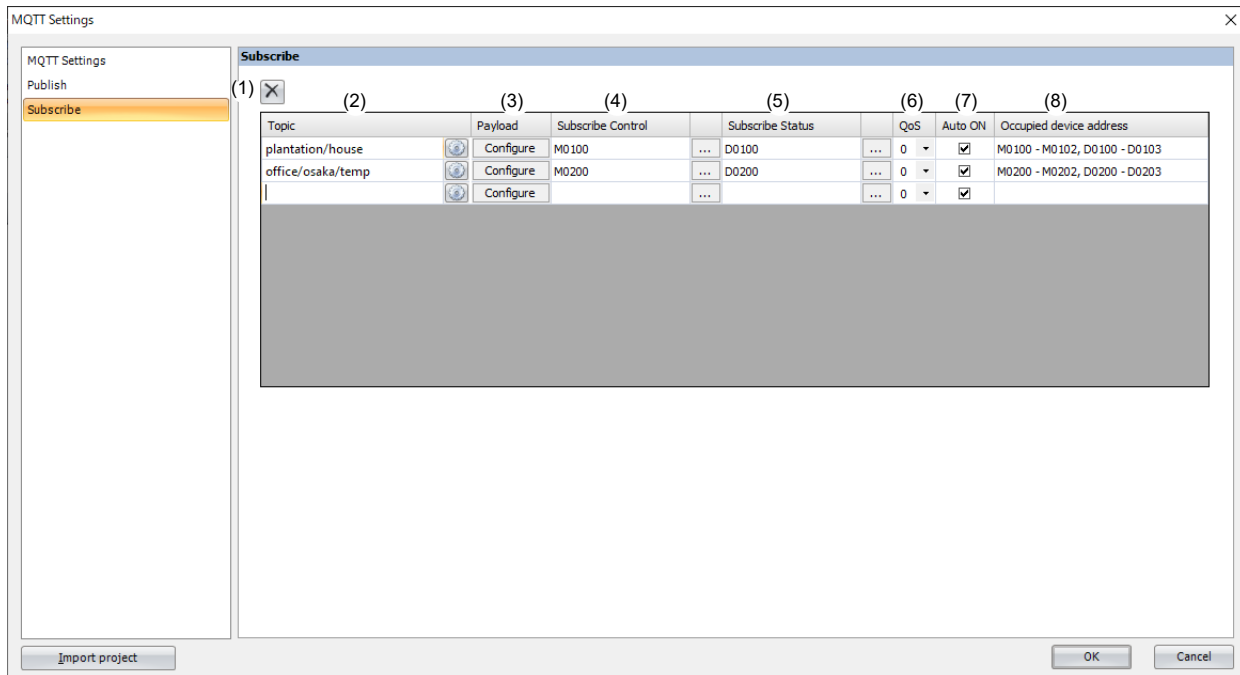 MQTT Settings
MQTT Settings
Publish
Subscribe
Subscribe
(1)
(2) (3) (4) (5) (6) (7) (8)
Topic Payload Subscribe Control Subscribe Status QoS Auto ON Occupied device address
plantation/house Configure M0100 ... D0100 ... 0 M0100 - M0102, D0100 - D0103
office/osaka/temp Configure M0200 ... D0200 ... 0 M0200 - M0202, D0200 - D0203
Configure ... ... 0
Import project OK Cancel